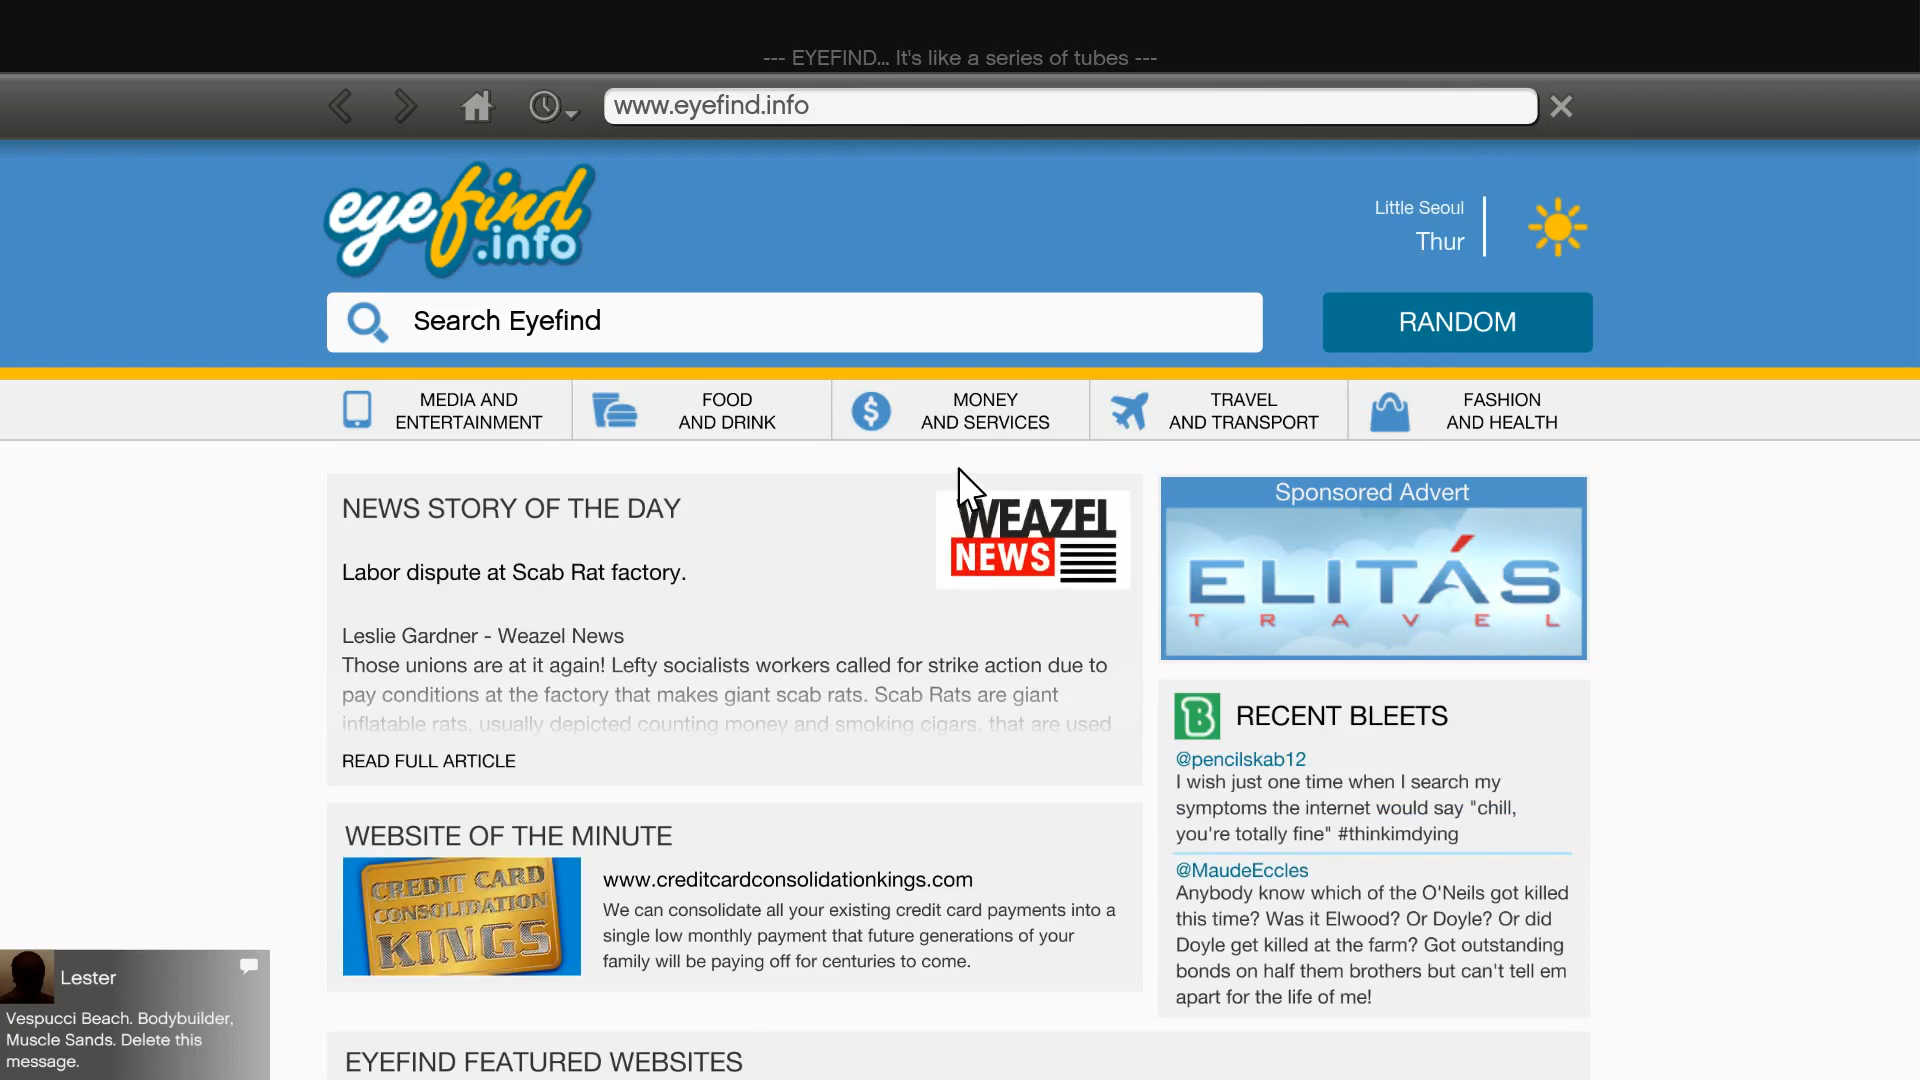 --- EYEFIND... It's like a series of tubes ---
www.eyefind.info
eyefind
.info
Little Seoul
Thur
Search Eyefind
RANDOM
MEDIA AND
ENTERTAINMENT
FOOD
AND DRINK
MONEY
AND SERVICES
TRAVEL
AND TRANSPORT
FASHION
AND HEALTH
NEWS STORY OF THE DAY
WEAZEL
NEWS
Labor dispute at Scab Rat factory.
Leslie Gardner - Weazel News
Those unions are at it again! Lefty socialists workers called for strike action due to
pay conditions at the factory that makes giant scab rats. Scab Rats are giant
inflatable rats, usually depicted counting money and smoking cigars, that are used
READ FULL ARTICLE
Sponsored Advert
ELITÁS
TRAVEL
RECENT BLEETS
@pencilskab12
I wish just one time when I search my
symptoms the internet would say "chill,
you're totally fine" #thinkimdying
@MaudeEccles
Anybody know which of the O'Neils got killed
this time? Was it Elwood? Or Doyle? Or did
Doyle get killed at the farm? Got outstanding
bonds on half them brothers but can't tell em
apart for the life of me!
WEBSITE OF THE MINUTE
CREDIT CARD
CONSOLIDATION
KINGS
www.creditcardconsolidationkings.com
We can consolidate all your existing credit card payments into a
single low monthly payment that future generations of your
family will be paying off for centuries to come.
EYEFIND FEATURED WEBSITES
Lester
Vespucci Beach. Bodybuilder,
Muscle Sands. Delete this
message.